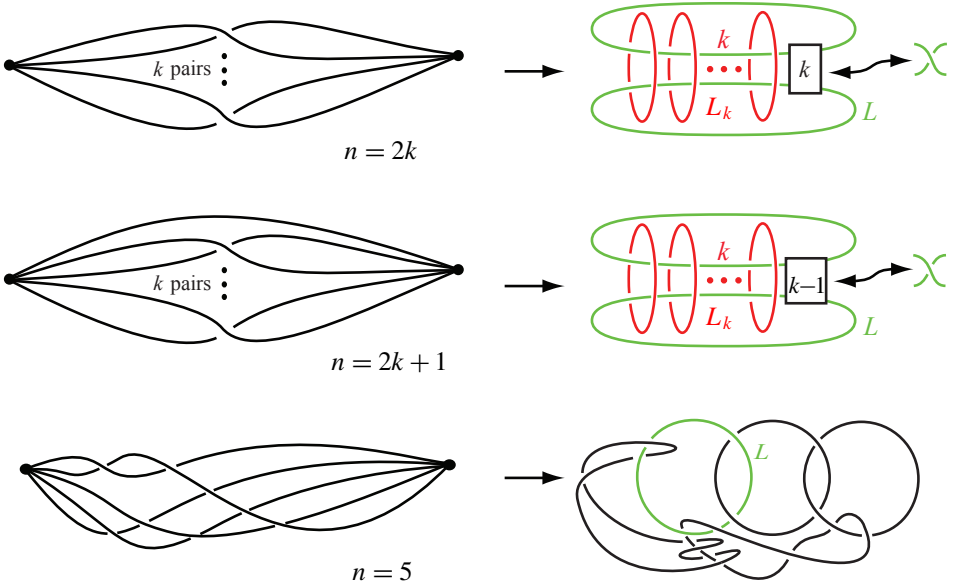 k pairs
n = 2k
k
L_k
k
L
k pairs
n = 2k + 1
k
L_k
k−1
L
n = 5
L